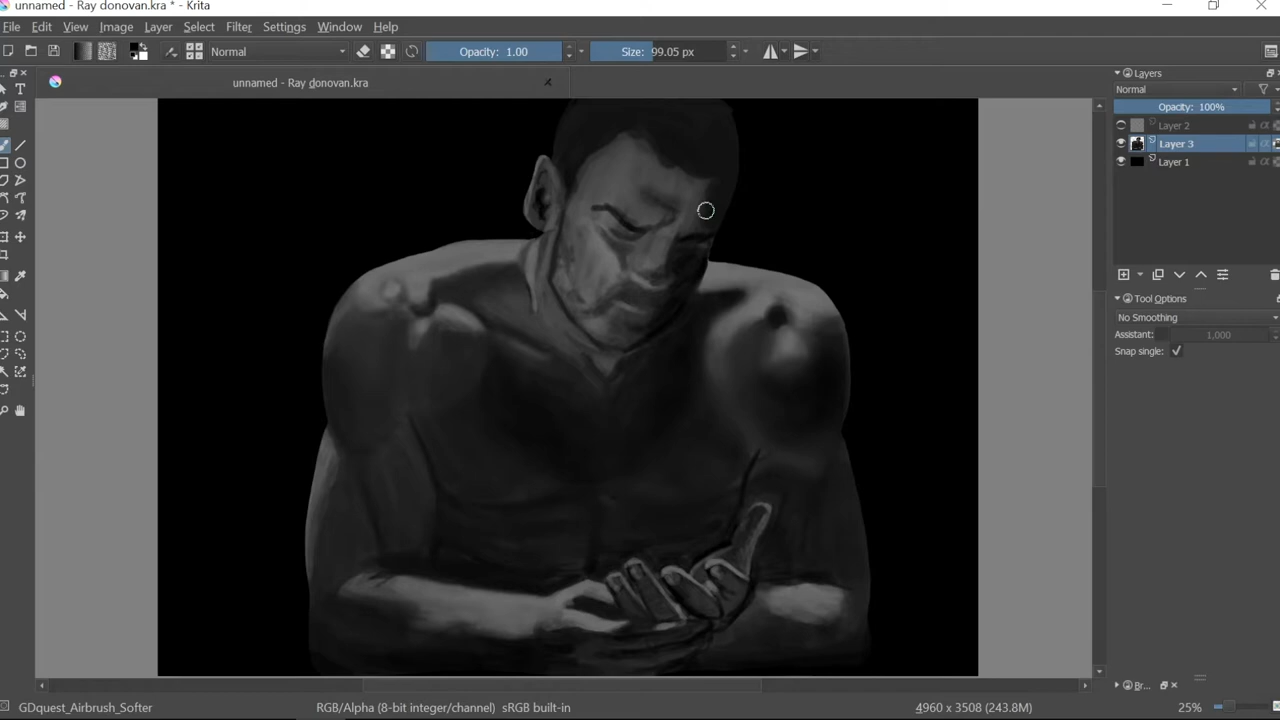 unnamed - Ray donovan.kra * - Krita
File Edit View Image Layer Select Filter Settings Window Help
Normal Opacity: 1.00 Size: 99.05 px
unnamed - Ray donovan.kra
Layers
Normal
Opacity: 100%
Layer 2
Layer 3
Layer 1
Tool Options
No Smoothing
Assistant: 1,000
Snap single:
Br...
GDquest_Airbrush_Softer RGB/Alpha (8-bit integer/channel) sRGB built-in 4960 x 3508 (243.8M) 25%